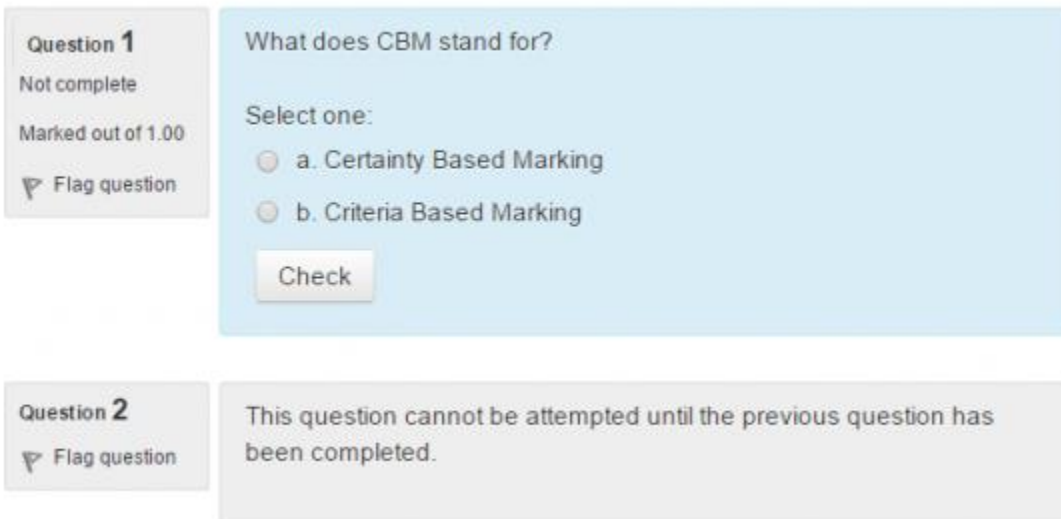 Question 1
Not complete
Marked out of 1.00
Flag question
What does CBM stand for?
Select one:
a. Certainty Based Marking
b. Criteria Based Marking
Check
Question 2
Flag question
This question cannot be attempted until the previous question has
been completed.